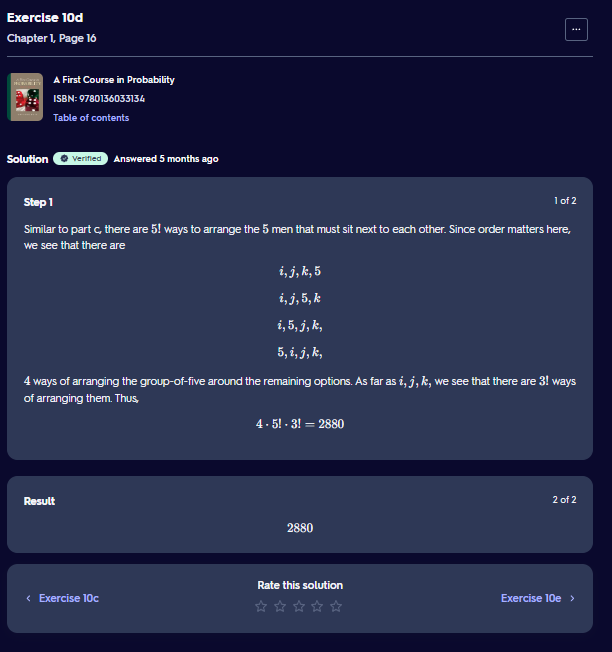 Exercise 10d
Chapter 1, Page 16
...
A First Course in Probability
ISBN: 9780136033134
Table of contents
Solution Verified Answered 5 months ago
Step 1
1 of 2
Similar to part c, there are 5! ways to arrange the 5 men that must sit next to each other. Since order matters here,
we see that there are
i, j, k, 5
i, j, 5, k
i, 5, j, k,
5, i, j, k,
4 ways of arranging the group-of-five around the remaining options. As far as i, j, k, we see that there are 3! ways
of arranging them. Thus,
4 · 5! · 3! = 2880
Result
2 of 2
2880
Rate this solution
< Exercise 10c
Exercise 10e >